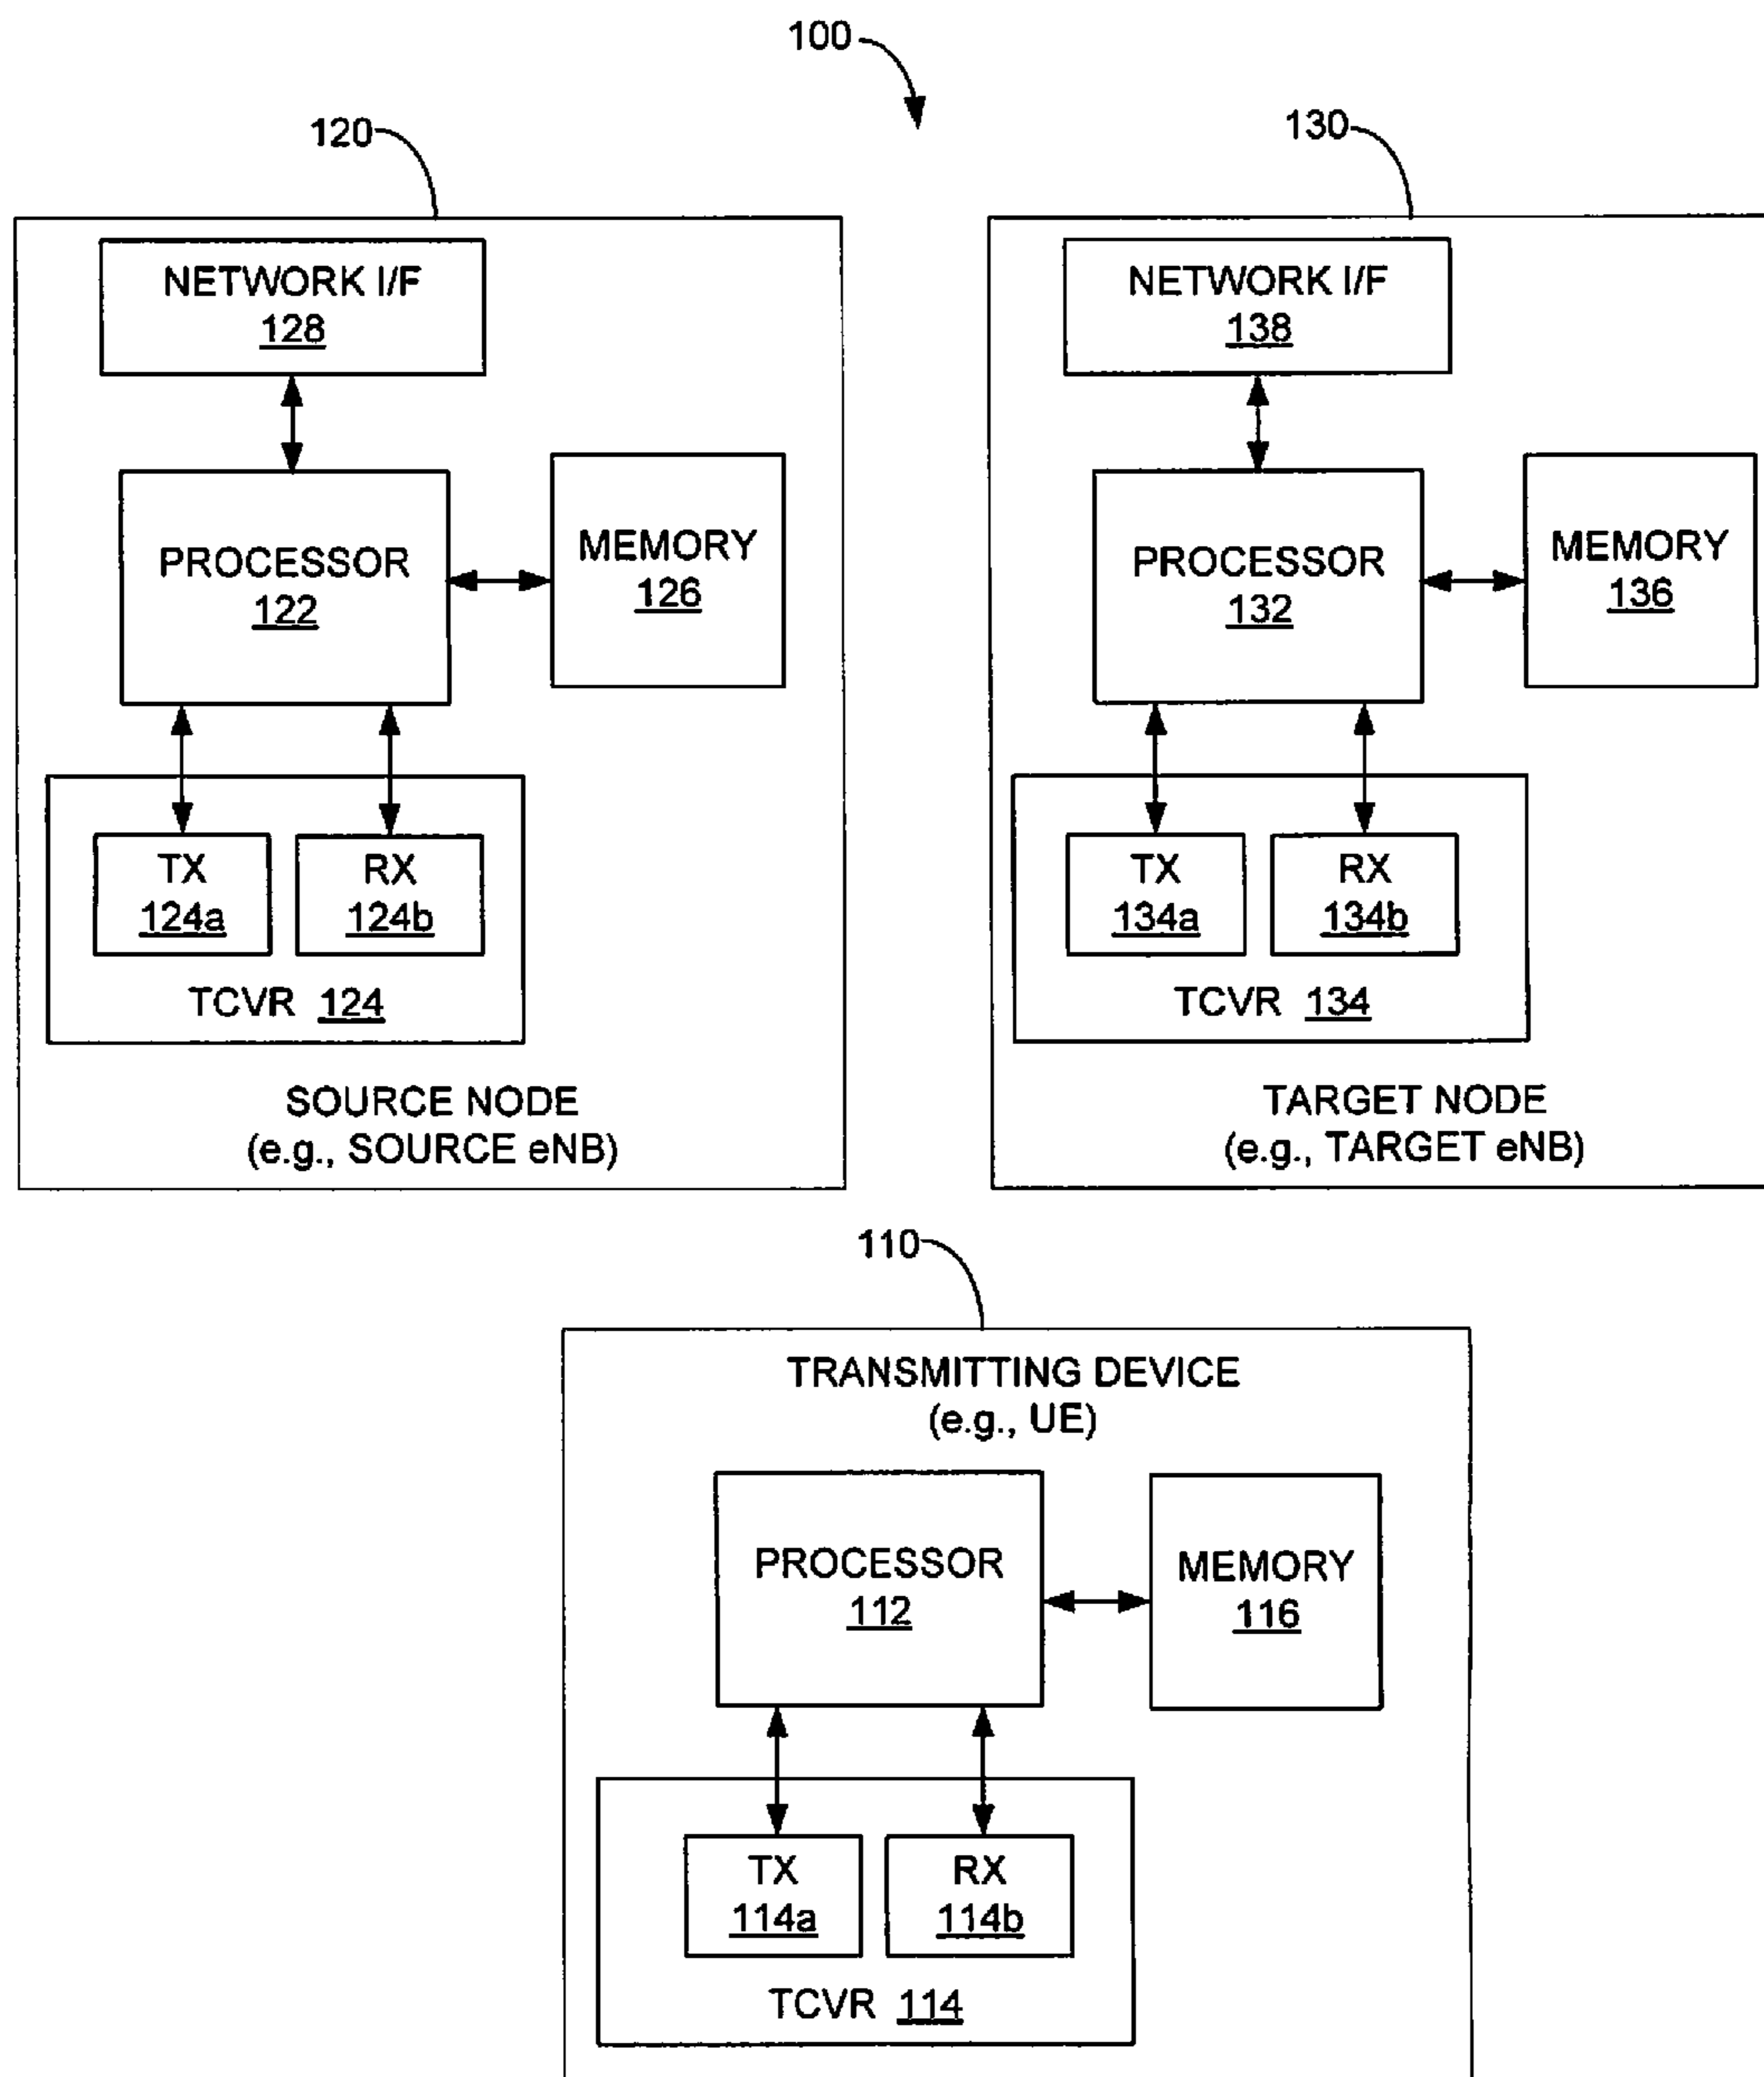 100
120
NETWORK I/F
128
PROCESSOR
122
MEMORY
126
TX
124a
RX
124b
TCVR 124
SOURCE NODE
(e.g., SOURCE eNB)
130
NETWORK I/F
138
PROCESSOR
132
MEMORY
136
TX
134a
RX
134b
TCVR 134
TARGET NODE
(e.g., TARGET eNB)
110
TRANSMITTING DEVICE
(e.g., UE)
PROCESSOR
112
MEMORY
116
TX
114a
RX
114b
TCVR 114